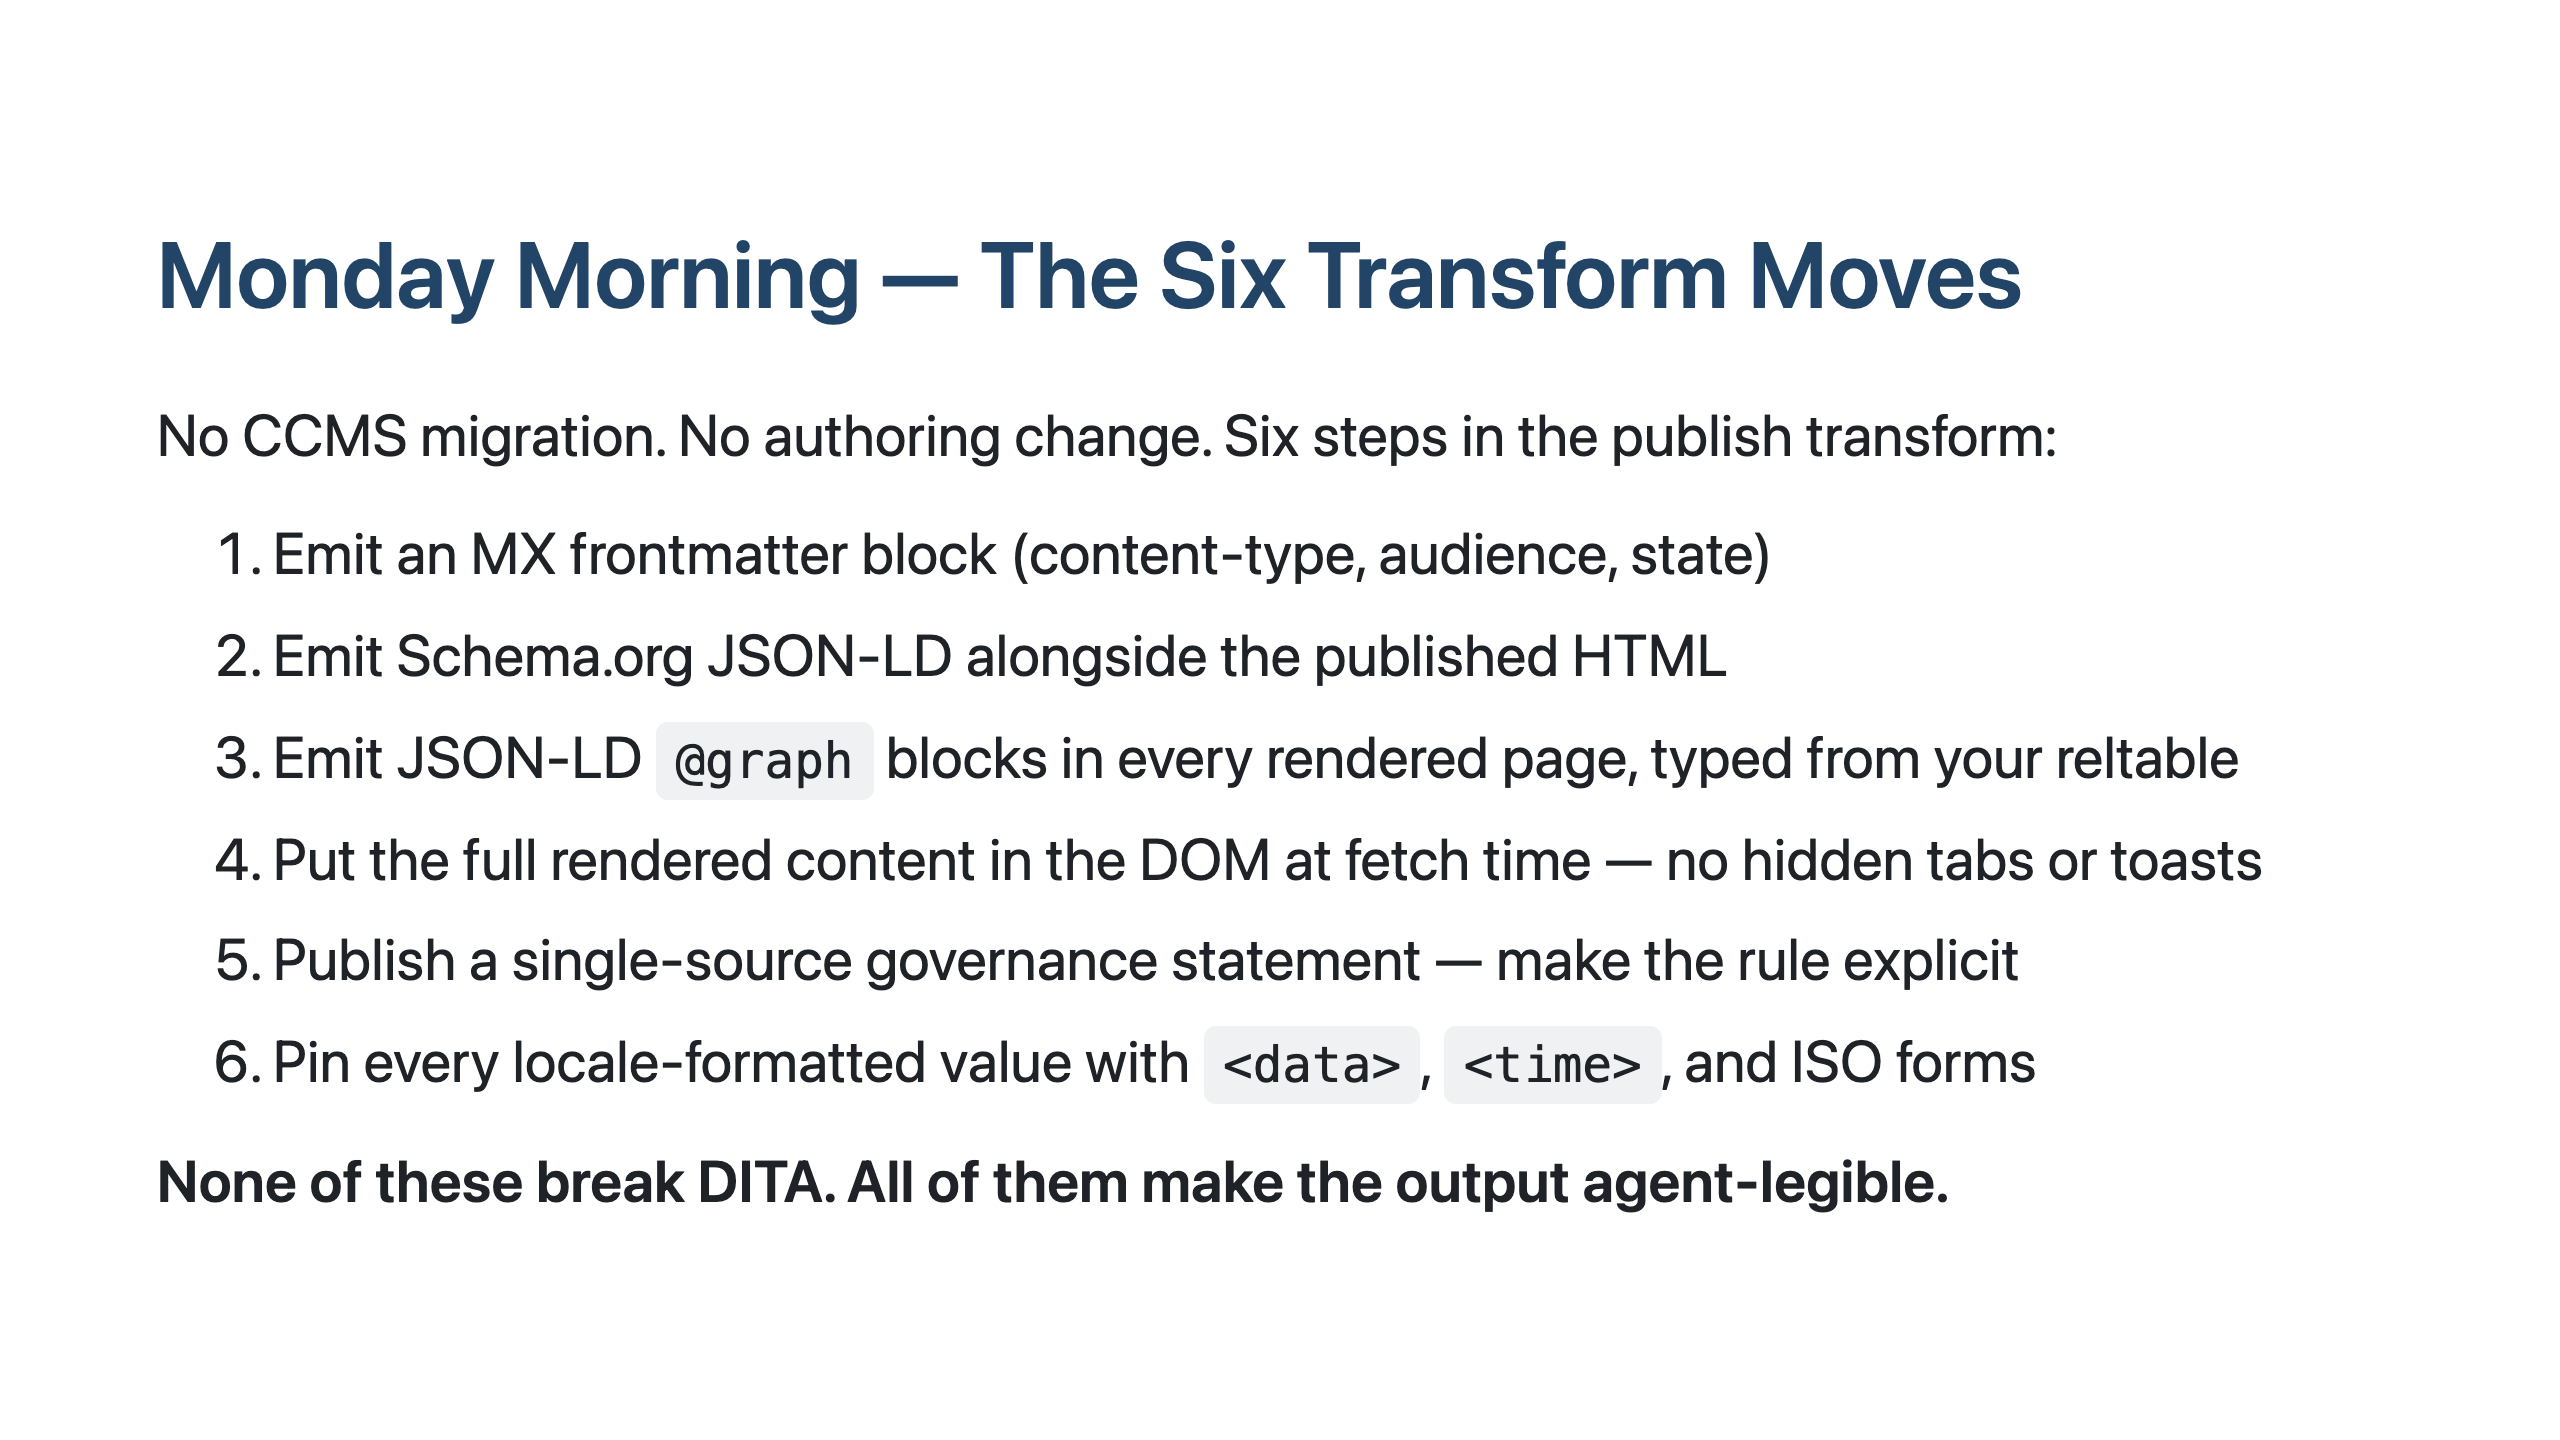 Monday Morning — The Six Transform Moves
No CCMS migration. No authoring change. Six steps in the publish transform:
1. Emit an MX frontmatter block (content-type, audience, state)
2. Emit Schema.org JSON-LD alongside the published HTML
3. Emit JSON-LD @graph blocks in every rendered page, typed from your reltable
4. Put the full rendered content in the DOM at fetch time — no hidden tabs or toasts
5. Publish a single-source governance statement — make the rule explicit
6. Pin every locale-formatted value with <data>, <time>, and ISO forms
None of these break DITA. All of them make the output agent-legible.